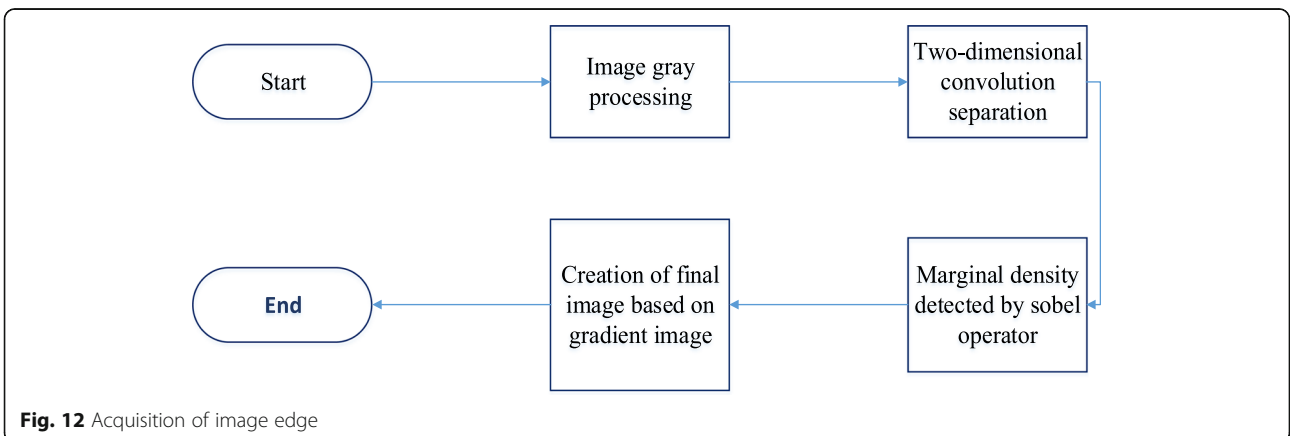 Start
Image gray
processing
Two-dimensional
convolution
separation
Marginal density
detected by sobel
operator
Creation of final
image based on
gradient image
End
Fig. 12 Acquisition of image edge